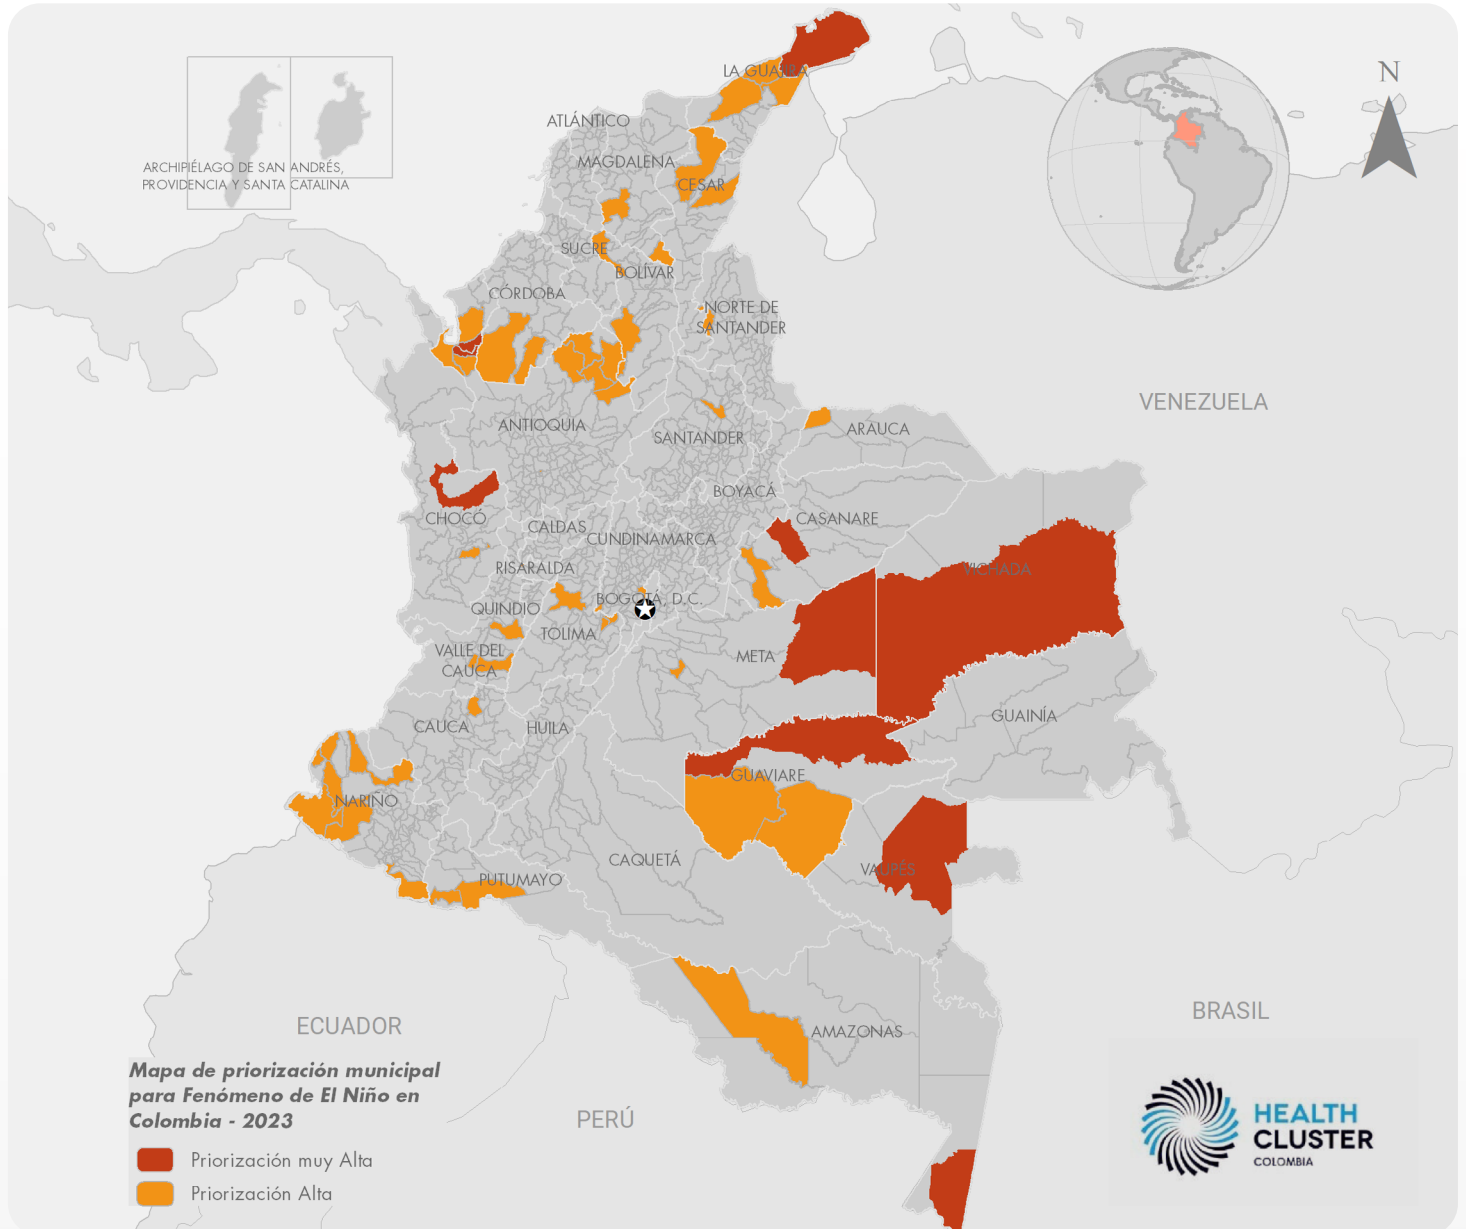 N
LA GUAJIRA
ATLÁNTICO
MAGDALENA
ARCHIPIÉLAGO DE SAN ANDRÉS,
PROVIDENCIA Y SANTA CATALINA
CESAR
SUCRE
BOLÍVAR
CÓRDOBA
NORTE DE
SANTANDER
VENEZUELA
ANTIOQUIA
SANTANDER
ARAUCA
BOYACÁ
CHOCÓ
CALDAS
CASANARE
CUNDINAMARCA
RISARALDA
VICHADA
QUINDIO
BOGOTÁ, D.C.
TOLIMA
VALLE DEL
CAUCA
META
CAUCA
HUILA
GUAINÍA
GUAVIARE
NARIÑO
CAQUETÁ
VAUPÉS
PUTUMAYO
BRASIL
ECUADOR
AMAZONAS
PERÚ
Mapa de priorización municipal
para Fenómeno de El Niño en
Colombia - 2023
Priorización muy Alta
Priorización Alta
HEALTH
CLUSTER
COLOMBIA